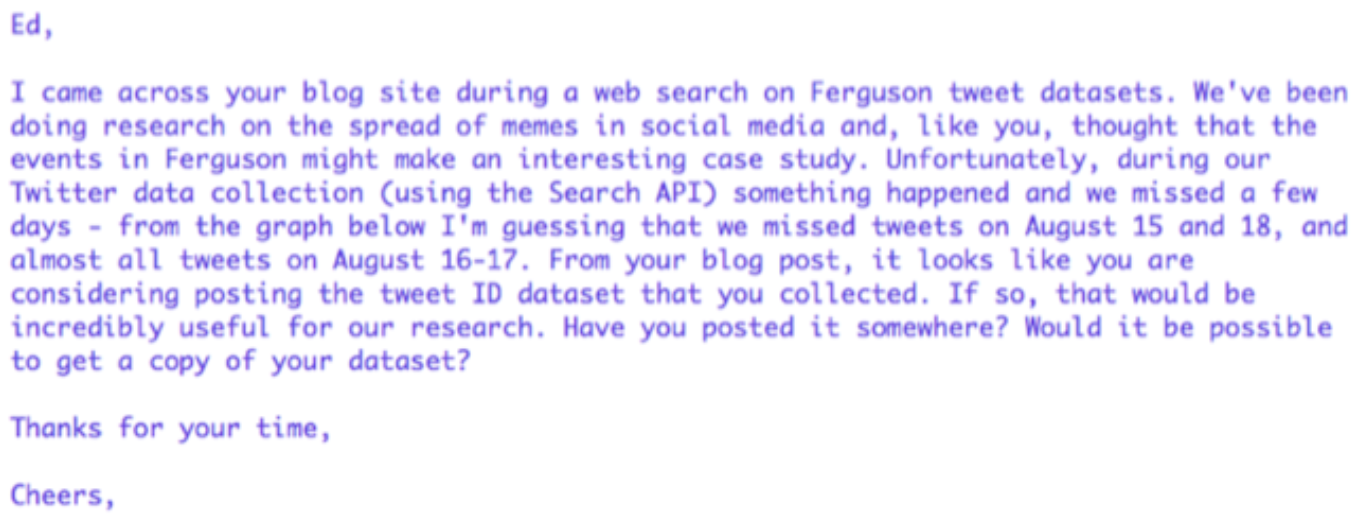 Ed,
I came across your blog site during a web search on Ferguson tweet datasets. We've been
doing research on the spread of memes in social media and, like you, thought that the
events in Ferguson might make an interesting case study. Unfortunately, during our
Twitter data collection (using the Search API) something happened and we missed a few
days - from the graph below I'm guessing that we missed tweets on August 15 and 18, and
almost all tweets on August 16-17. From your blog post, it looks like you are
considering posting the tweet ID dataset that you collected. If so, that would be
incredibly useful for our research. Have you posted it somewhere? Would it be possible
to get a copy of your dataset?
Thanks for your time,
Cheers,